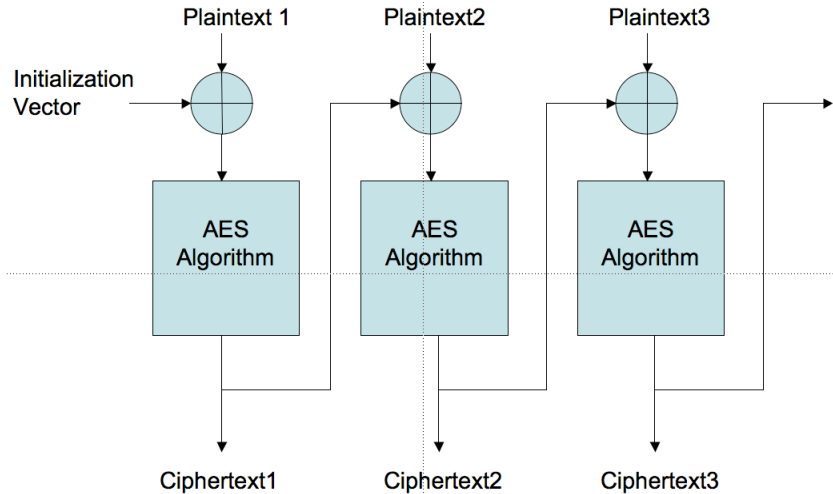 Plaintext 1
Plaintext2
Plaintext3
Initialization
Vector
AES
Algorithm
AES
Algorithm
AES
Algorithm
Ciphertext1
Ciphertext2
Ciphertext3